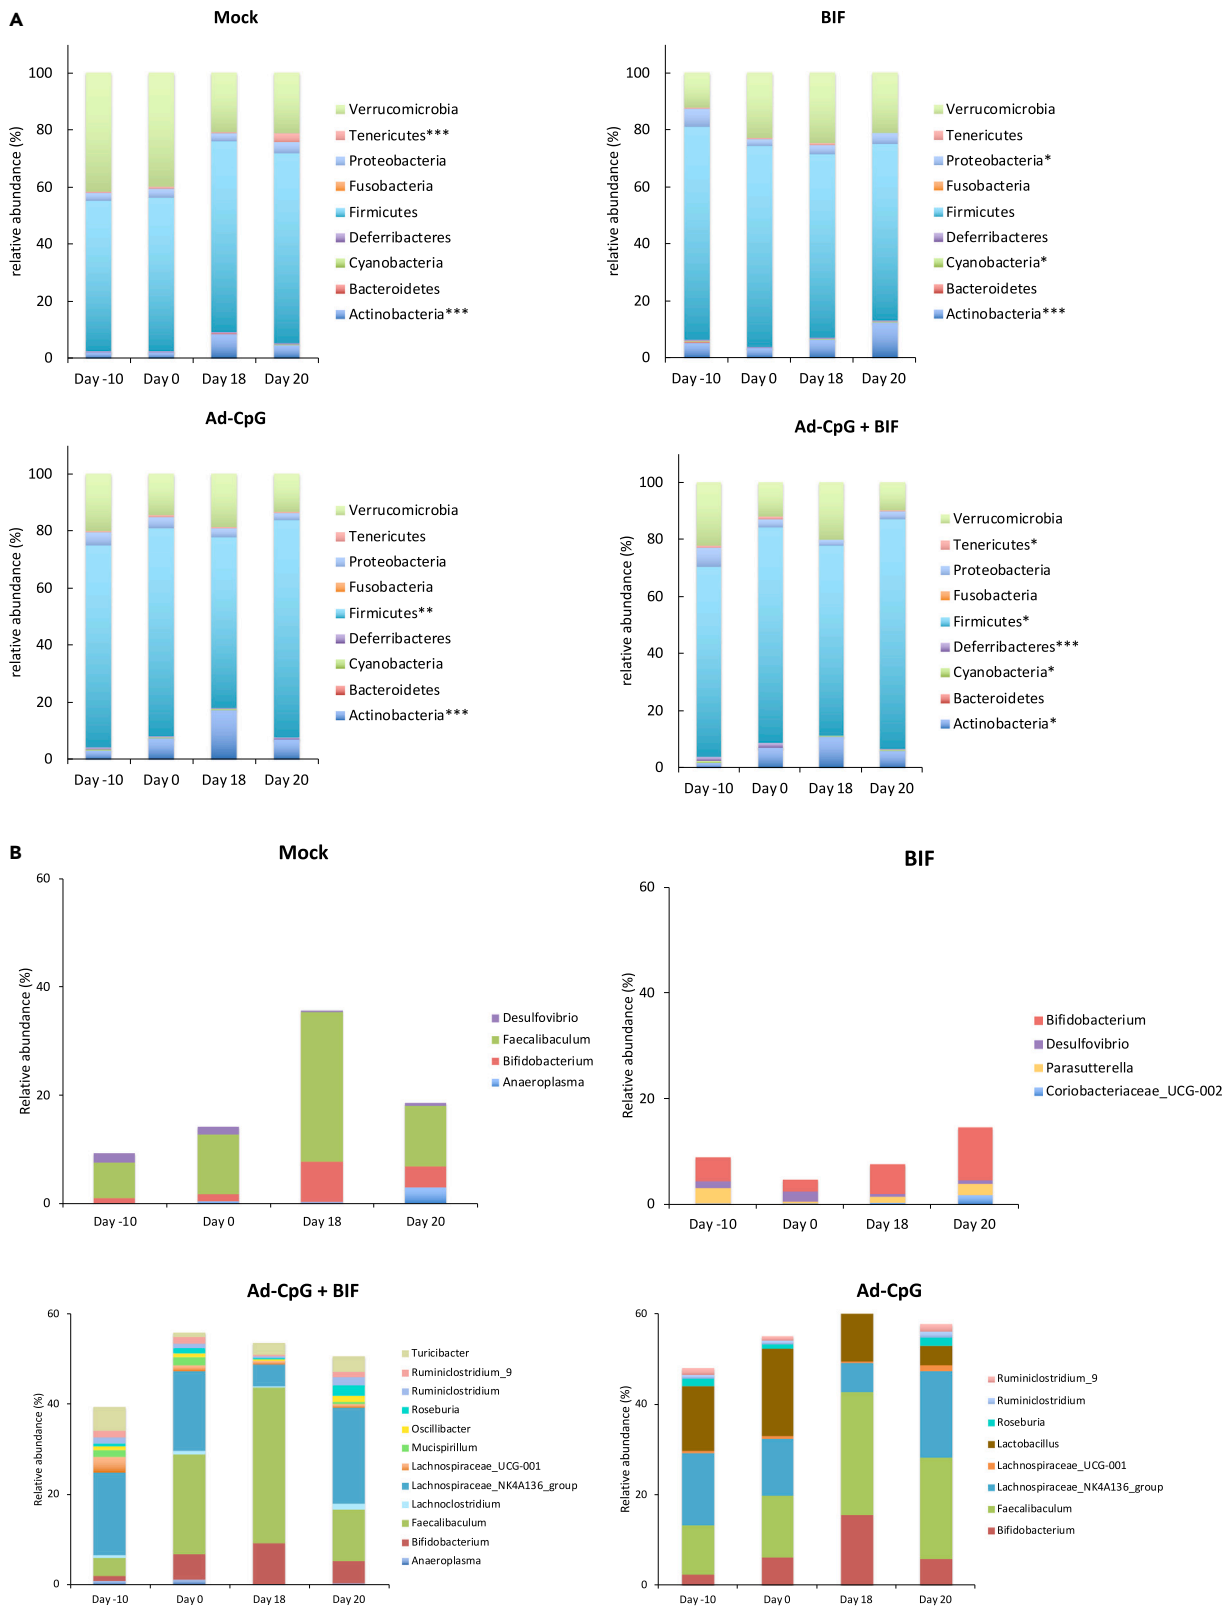 A
Mock
relative abundance (%)
100
80
60
40
20
0
Day -10
Day 0
Day 18
Day 20
Verrucomicrobia
Tenericutes***
Proteobacteria
Fusobacteria
Firmicutes
Deferribacteres
Cyanobacteria
Bacteroidetes
Actinobacteria***
BIF
relative abundance (%)
100
80
60
40
20
0
Day -10
Day 0
Day 18
Day 20
Verrucomicrobia
Tenericutes
Proteobacteria*
Fusobacteria
Firmicutes
Deferribacteres
Cyanobacteria*
Bacteroidetes
Actinobacteria***
Ad-CpG
relative abundance (%)
100
80
60
40
20
0
Day -10
Day 0
Day 18
Day 20
Verrucomicrobia
Tenericutes
Proteobacteria
Fusobacteria
Firmicutes**
Deferribacteres
Cyanobacteria
Bacteroidetes
Actinobacteria***
Ad-CpG + BIF
relative abundance (%)
100
80
60
40
20
0
Day -10
Day 0
Day 18
Day 20
Verrucomicrobia
Tenericutes*
Proteobacteria
Fusobacteria
Firmicutes*
Deferribacteres***
Cyanobacteria*
Bacteroidetes
Actinobacteria*
B
Mock
Relative abundance (%)
60
40
20
0
Day -10
Day 0
Day 18
Day 20
Desulfovibrio
Faecalibaculum
Bifidobacterium
Anaeroplasma
BIF
Relative abundance (%)
60
40
20
0
Day -10
Day 0
Day 18
Day 20
Bifidobacterium
Desulfovibrio
Parasutterella
Coriobacteriaceae_UCG-002
Ad-CpG + BIF
Relative abundance (%)
60
40
20
0
Day -10
Day 0
Day 18
Day 20
Turicibacter
Ruminiclostridium_9
Ruminiclostridium
Roseburia
Oscillibacter
Mucispirillum
Lachnospiraceae_UCG-001
Lachnospiraceae_NK4A136_group
Lachnoclostridium
Faecalibaculum
Bifidobacterium
Anaeroplasma
Ad-CpG
Relative abundance (%)
60
40
20
0
Day -10
Day 0
Day 18
Day 20
Ruminiclostridium_9
Ruminiclostridium
Roseburia
Lactobacillus
Lachnospiraceae_UCG-001
Lachnospiraceae_NK4A136_group
Faecalibaculum
Bifidobacterium